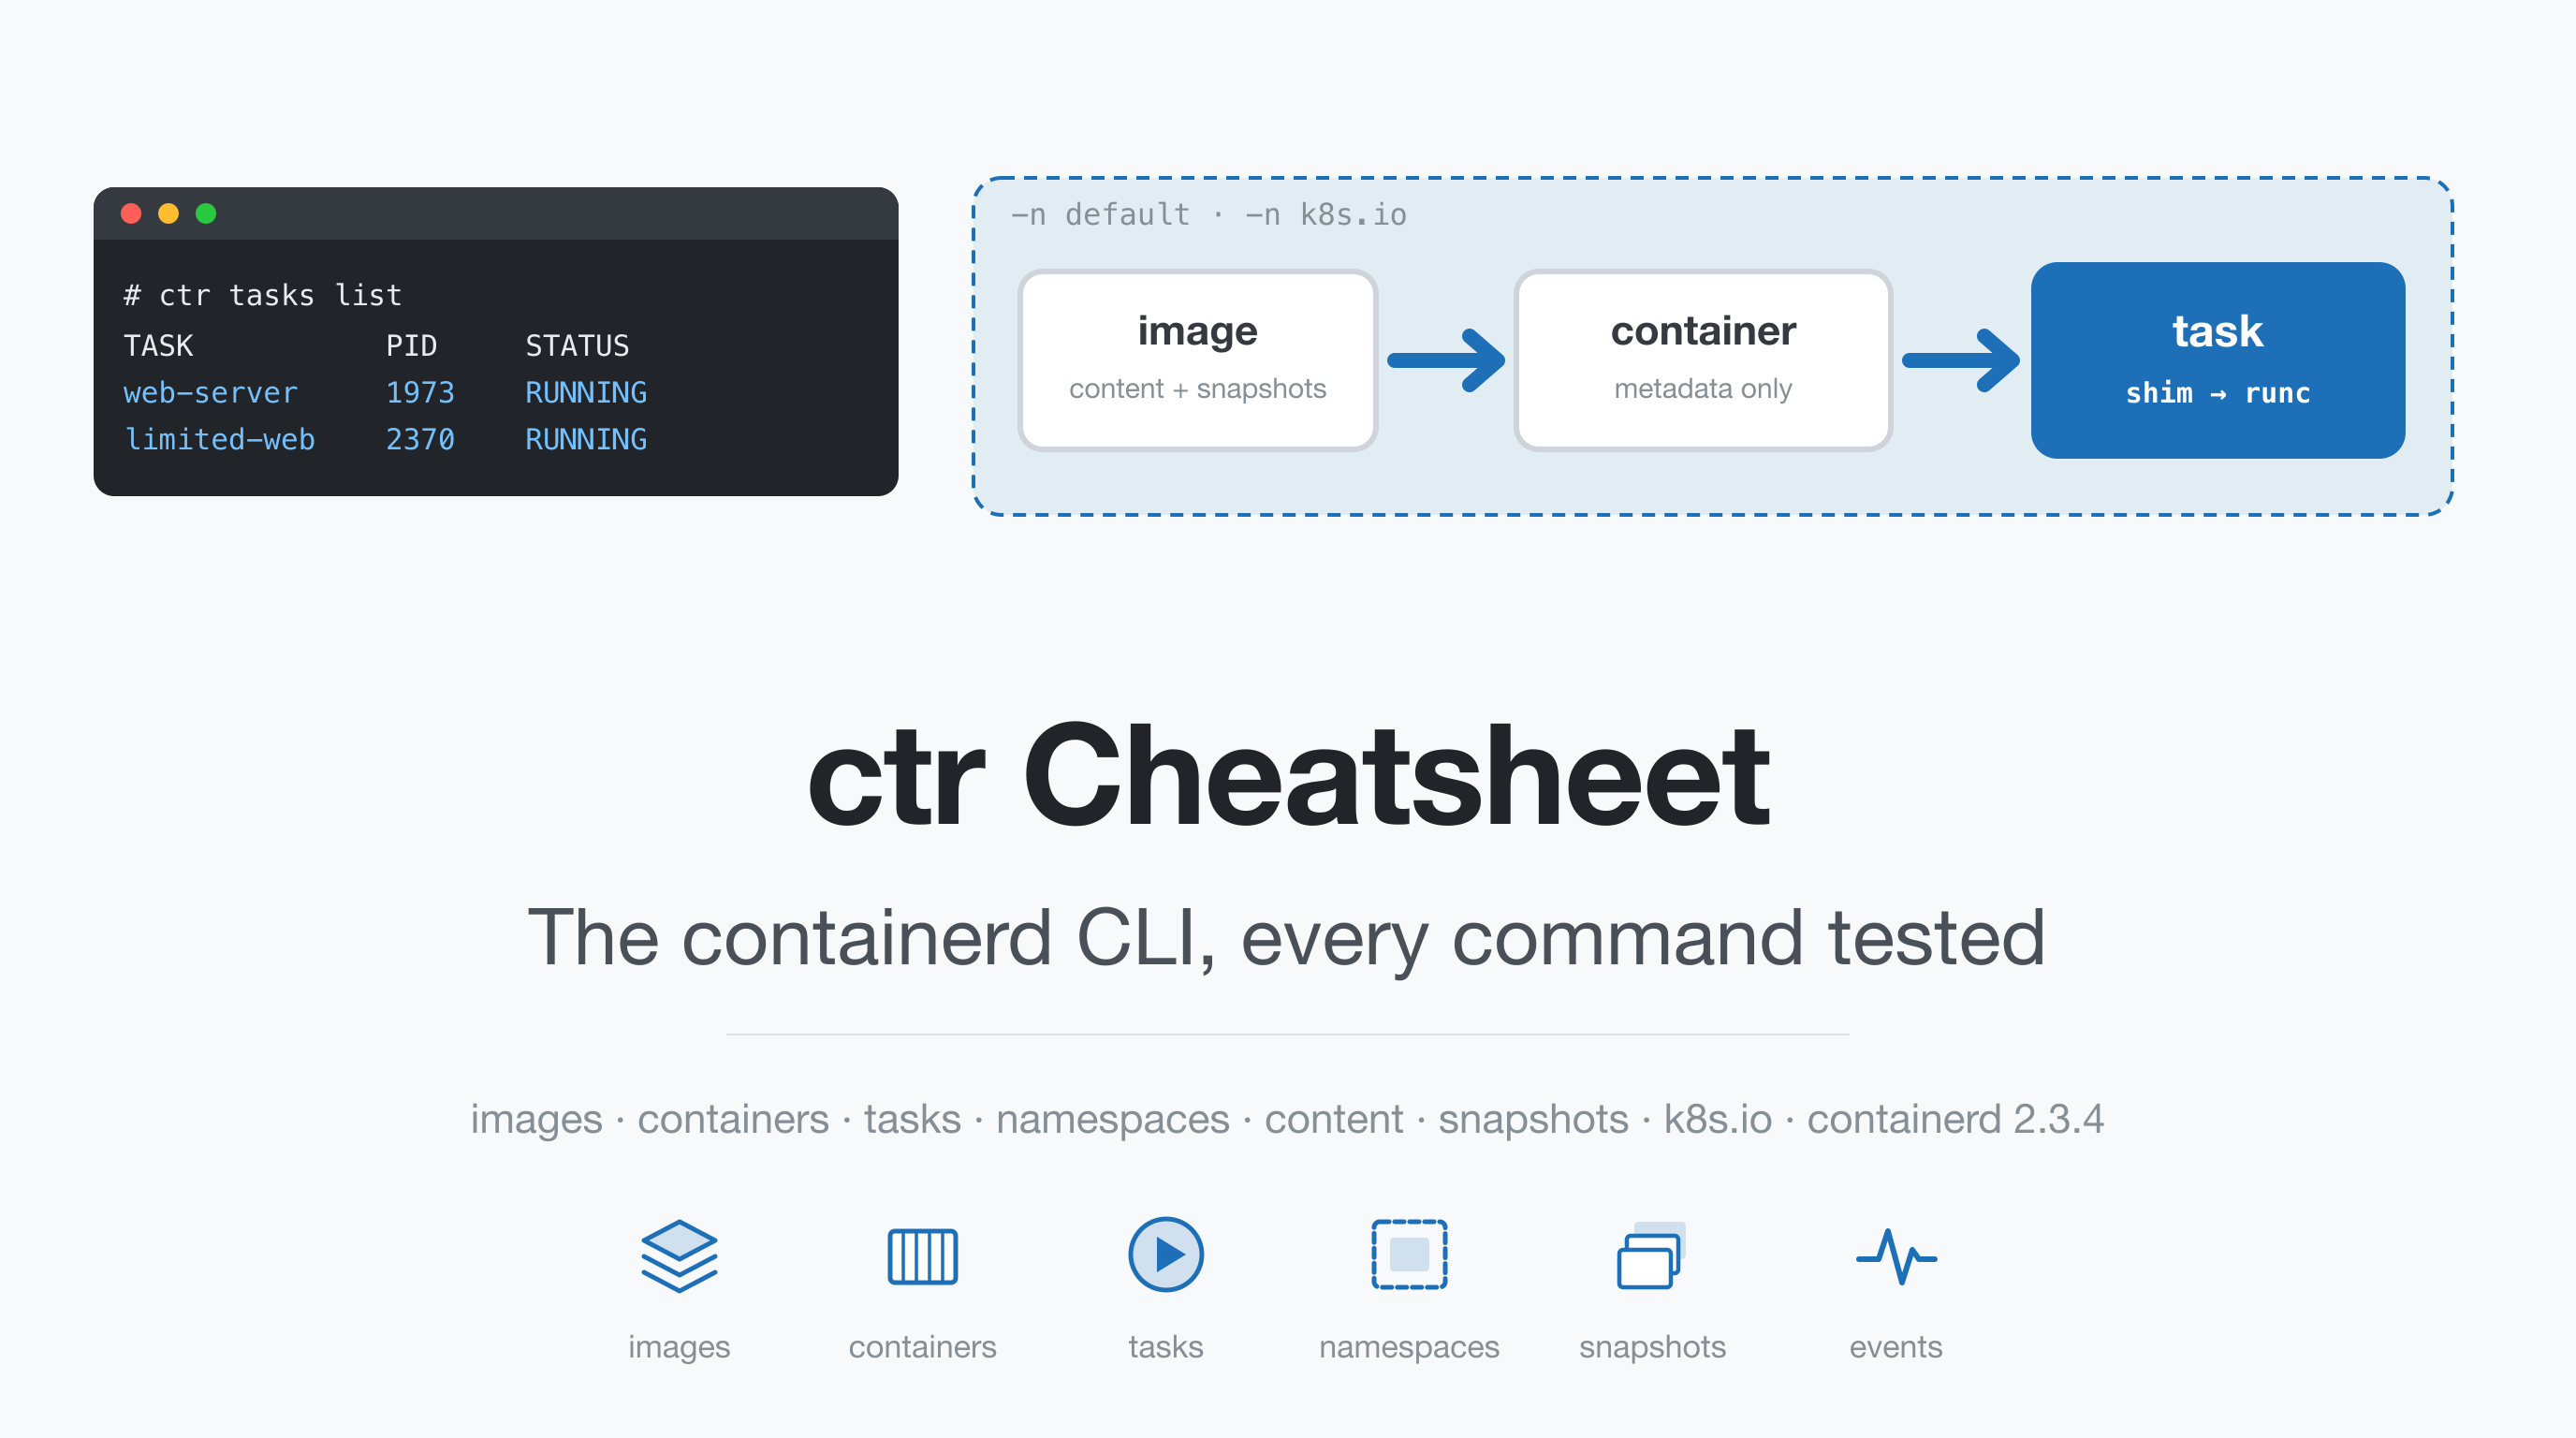 # ctr tasks list
TASK PID STATUS
web-server 1973 RUNNING
limited-web 2370 RUNNING
-n default · -n k8s.io
image
content + snapshots
container
metadata only
task
shim → runc
ctr Cheatsheet
The containerd CLI, every command tested
images · containers · tasks · namespaces · content · snapshots · k8s.io · containerd 2.3.4
images
containers
tasks
namespaces
snapshots
events